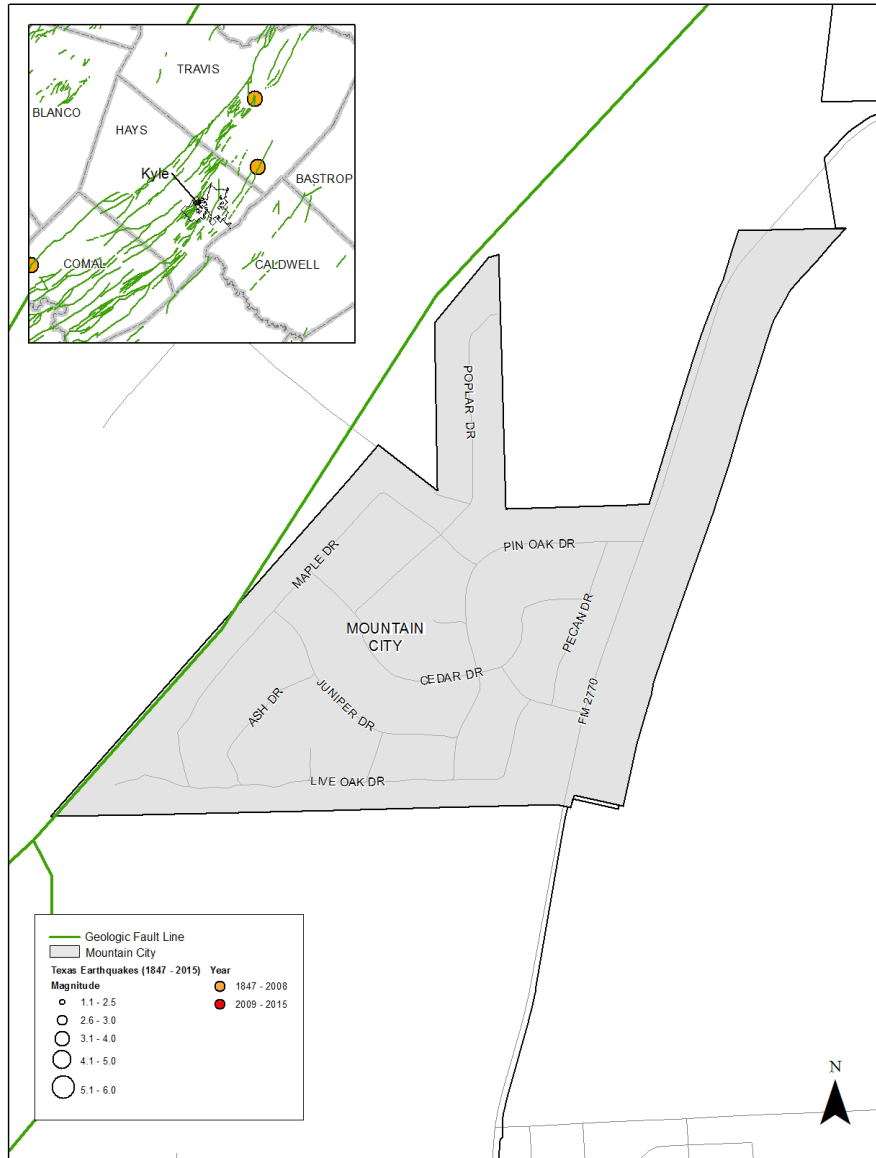 TRAVIS
BLANCO
HAYS
Kyle
BASTROP
COMAL
CALDWELL
POPLAR DR
PIN OAK DR
MAPLE DR
PECAN DR
MOUNTAIN
CITY
CEDAR DR
ASH DR
JUNIPER DR
FM 2770
LIVE OAK DR
Geologic Fault Line
Mountain City
Texas Earthquakes (1847 - 2015) Year
Magnitude
1847 - 2008
1.1 - 2.5
2009 - 2015
2.6 - 3.0
3.1 - 4.0
4.1 - 5.0
5.1 - 6.0
N